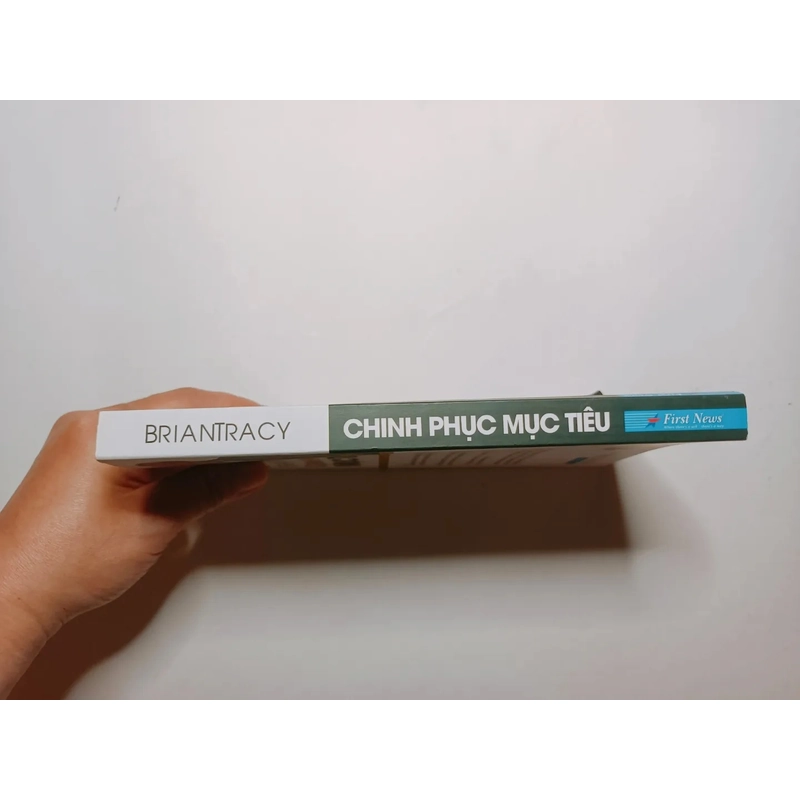 BRIANTRACY
CHINH PHỤC MỤC TIÊU
First News